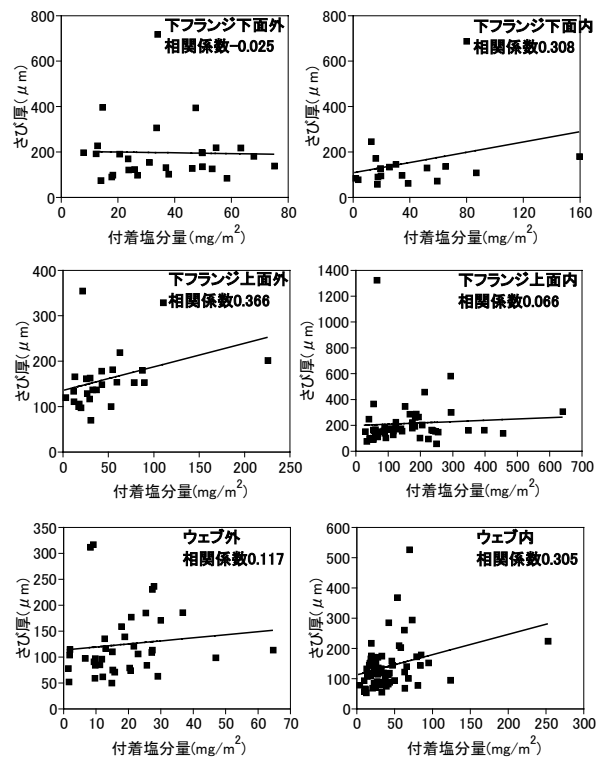 下フランジ下面外
相関係数-0.025
さび厚(μm)
800
600
400
200
0
0 20 40 60 80
付着塩分量(mg/m²)
下フランジ下面内
相関係数0.308
さび厚(μm)
800
600
400
200
0
0 40 80 120 160
付着塩分量(mg/m²)
下フランジ上面外
相関係数0.366
さび厚(μm)
400
300
200
100
0
0 50 100 150 200 250
付着塩分量(mg/m²)
下フランジ上面内
相関係数0.066
さび厚(μm)
1400
1200
1000
800
600
400
200
0
0 100 200 300 400 500 600 700
付着塩分量(mg/m²)
ウェブ外
相関係数0.117
さび厚(μm)
350
300
250
200
150
100
50
0
0 10 20 30 40 50 60 70
付着塩分量(mg/m²)
ウェブ内
相関係数0.305
さび厚(μm)
600
500
400
300
200
100
0
0 50 100 150 200 250 300
付着塩分量(mg/m²)